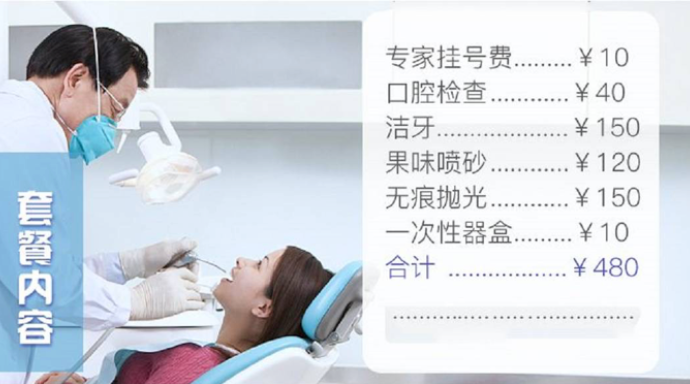 套餐内容
专家挂号费.........￥10
口腔检查............￥40
洁牙....................￥150
果味喷砂............￥120
无痕抛光............￥150
一次性器盒.........￥10
合计 ..................￥480